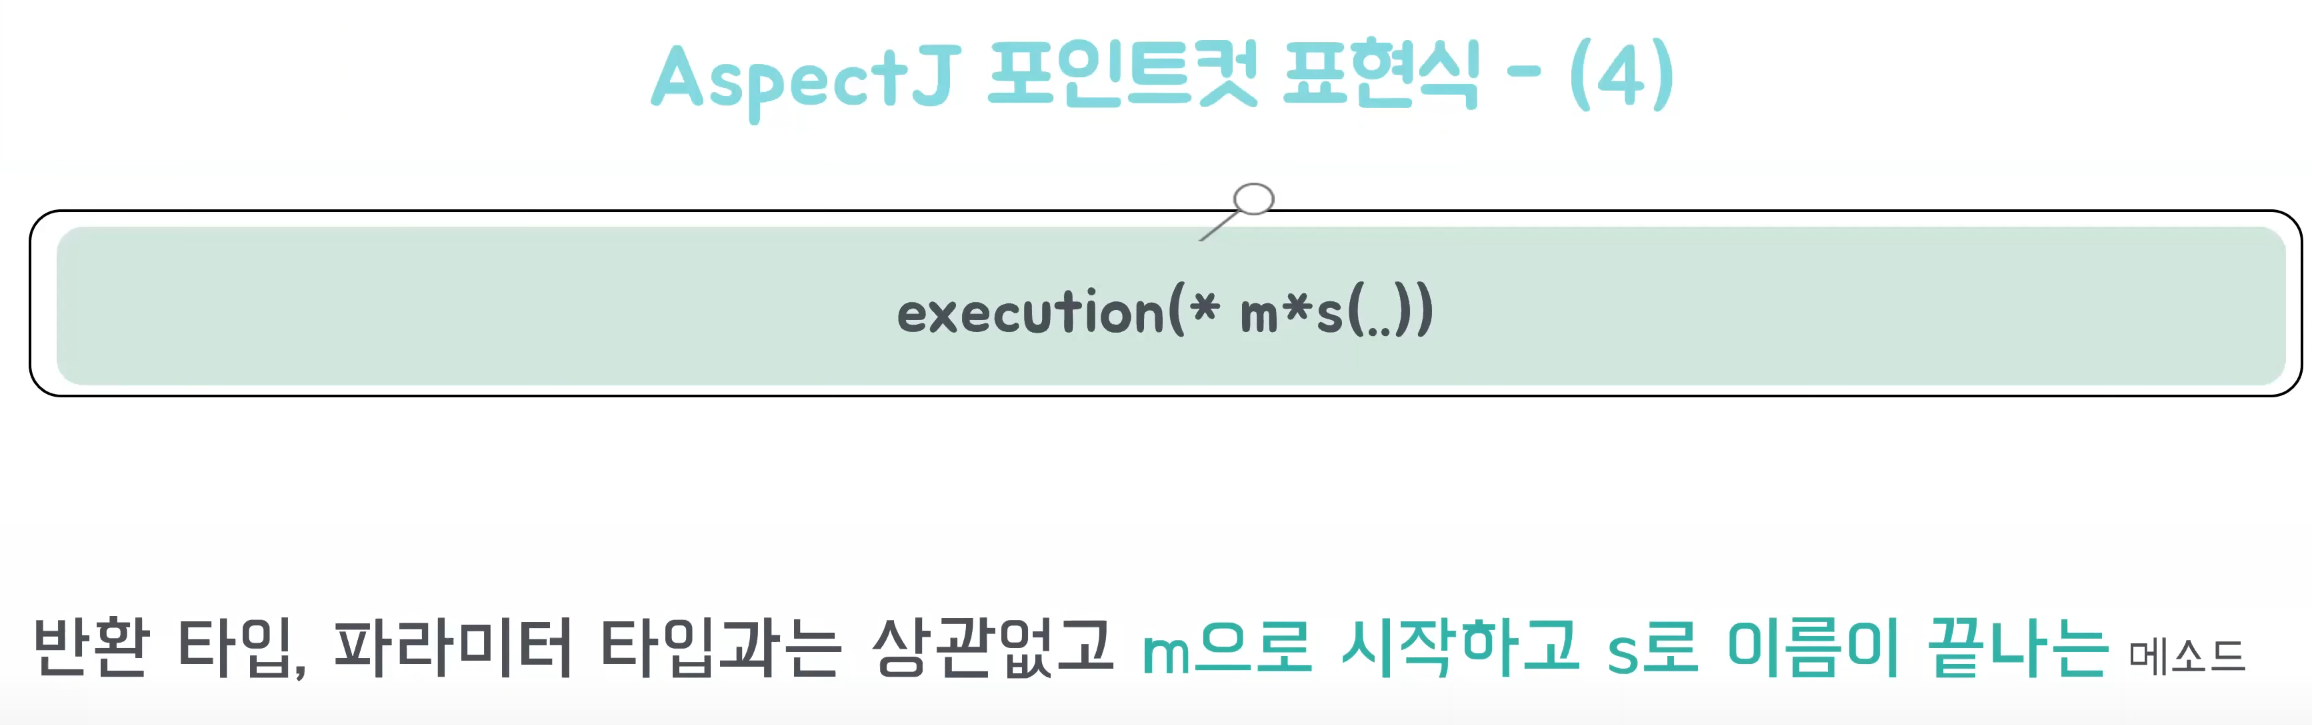 AspectJ 포인트컷 표현식 - (4)
execution(* m*s(..))
반환 타입, 파라미터 타입과는 상관없고 m으로 시작하고 s로 이름이 끝나는 메소드